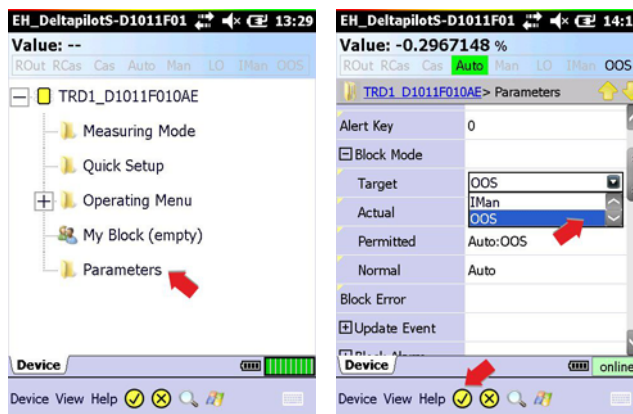 EH_DeltapilotS-D1011F01 13:29
Value: --
ROut RCas Cas Auto Man LO IMan OOS
TRD1_D1011F010AE
Measuring Mode
Quick Setup
Operating Menu
My Block (empty)
Parameters
Device
Device View Help
EH_DeltapilotS-D1011F01 14:1
Value: -0.2967148 %
ROut RCas Cas Auto Man LO IMan OOS
TRD1_D1011F010AE> Parameters
Alert Key 0
Block Mode
Target OOS
IMan
Actual OOS
Permitted Auto:OOS
Normal Auto
Block Error
Update Event
Device online
Device View Help